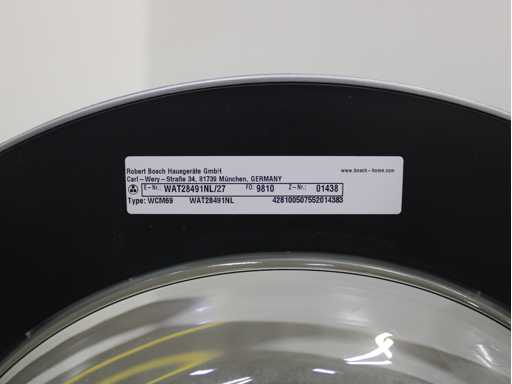 Robert Bosch Hausgeräte GmbH www.bosch-home.com
Carl-Wery-Straße 34, 81739 München, GERMANY
E-Nr.: WAT28491NL/27 FD: 9810 Z-Nr.: 01438
Type: WCM69 WAT28491NL 428100507552014383